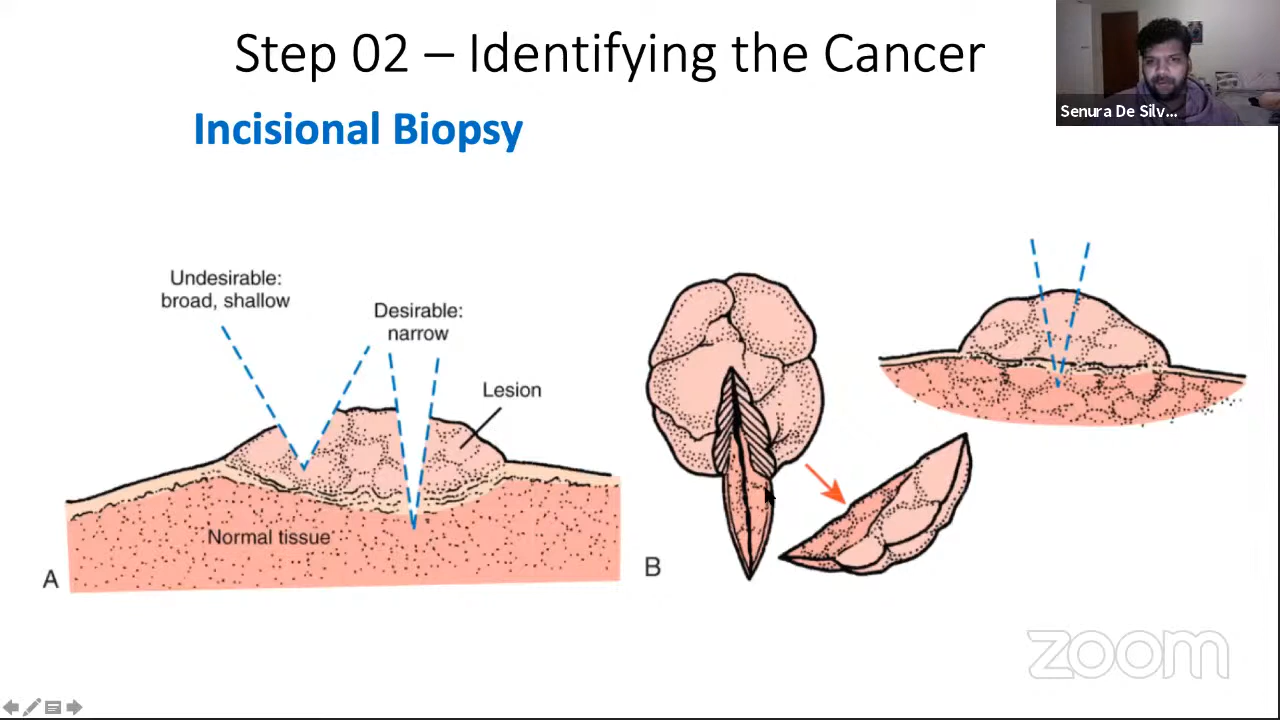 Step 02 – Identifying the Cancer
Senura De Silv...
Incisional Biopsy
Undesirable:
broad, shallow
Desirable:
narrow
Lesion
Normal tissue
A
B
zoom